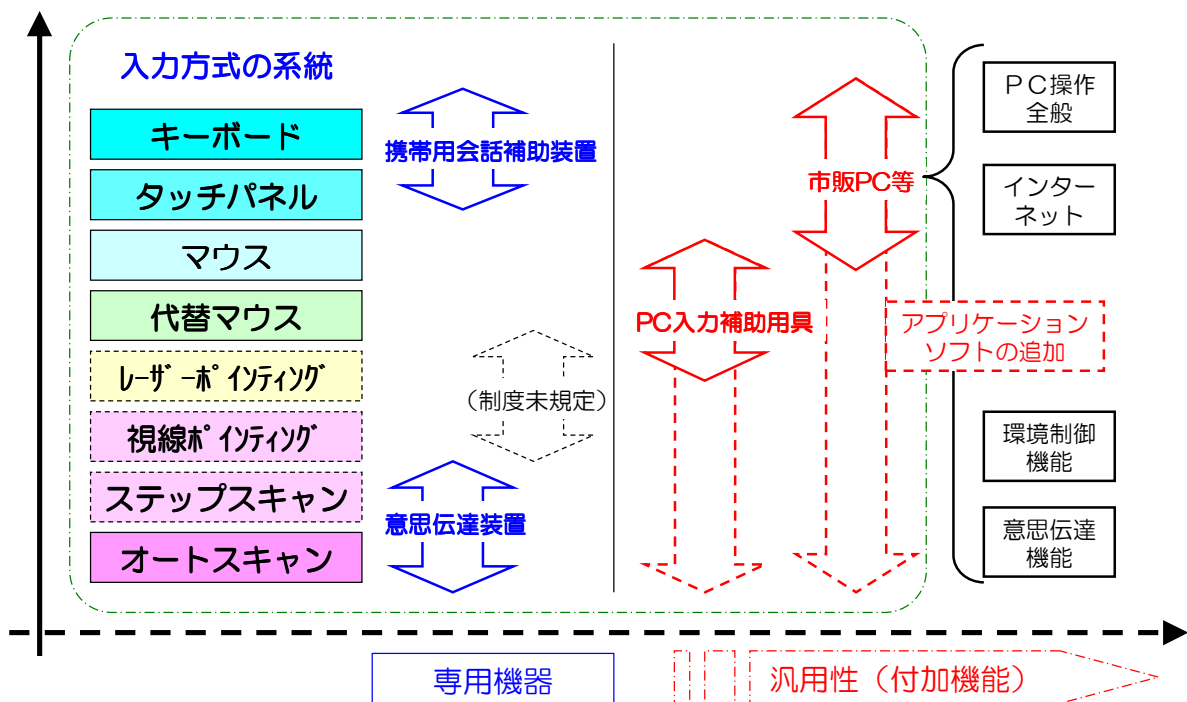 入力方式の系統
キーボード
タッチパネル
マウス
代替マウス
レーザーポインティング
視線ポインティング
ステップスキャン
オートスキャン
携帯用会話補助装置
(制度未規定)
意思伝達装置
PC入力補助用具
市販PC等
PC操作
全般
インター
ネット
アプリケーション
ソフトの追加
環境制御
機能
意思伝達
機能
専用機器
汎用性(付加機能)